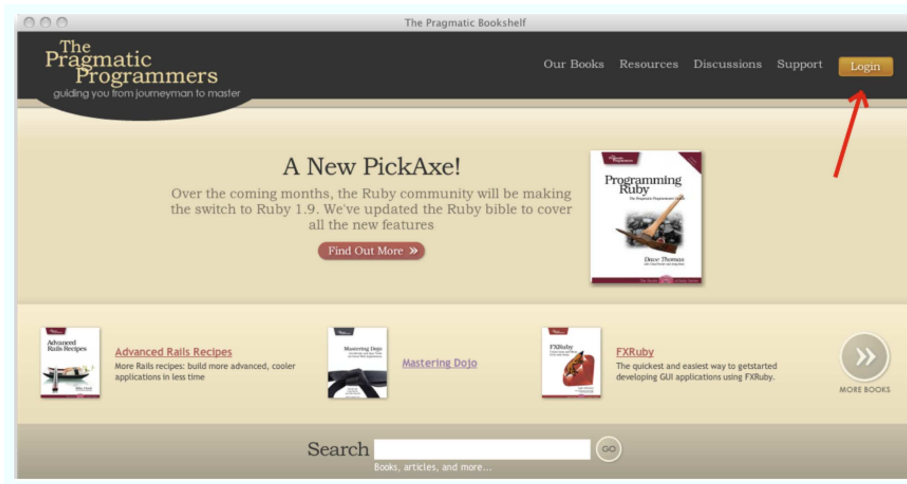 The Pragmatic Bookshelf
The
Pragmatic
Programmers
guiding you from journeyman to master
Our Books Resources Discussions Support Login
A New PickAxe!
Over the coming months, the Ruby community will be making
the switch to Ruby 1.9. We've updated the Ruby bible to cover
all the new features
Find Out More »
Programming
Ruby
Dave Thomas
Advanced
Rails Recipes
Advanced Rails Recipes
More Rails recipes: build more advanced, cooler
applications in less time
Mastering Dojo
Mastering Dojo
FXRuby
FXRuby
The quickest and easiest way to getstarted
developing GUI applications using FXRuby.
MORE BOOKS
Search
GO
Books, articles, and more...